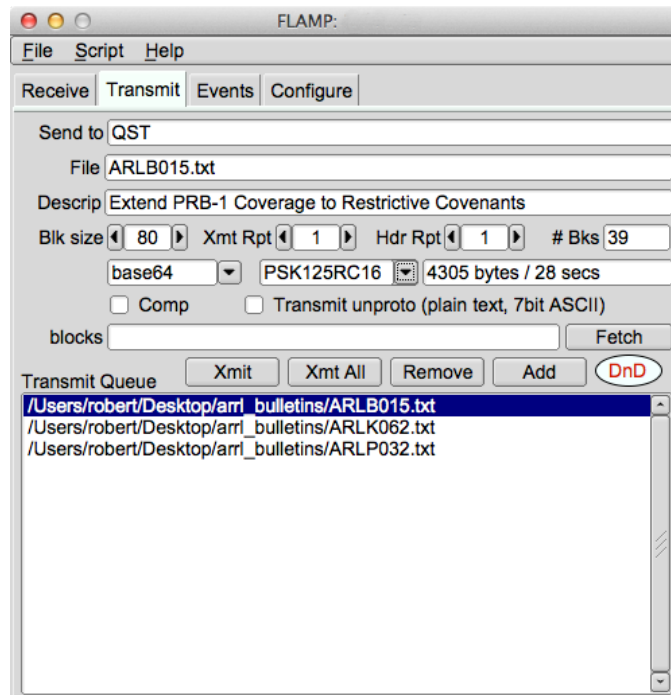 FLAMP:
File Script Help
Receive Transmit Events Configure
Send to QST
File ARLB015.txt
Descrip Extend PRB-1 Coverage to Restrictive Covenants
Blk size 80 Xmt Rpt 1 Hdr Rpt 1 # Bks 39
base64 PSK125RC16 4305 bytes / 28 secs
Comp Transmit unproto (plain text, 7bit ASCII)
blocks Fetch
Transmit Queue Xmit Xmt All Remove Add DnD
/Users/robert/Desktop/arrl_bulletins/ARLB015.txt
/Users/robert/Desktop/arrl_bulletins/ARLK062.txt
/Users/robert/Desktop/arrl_bulletins/ARLP032.txt